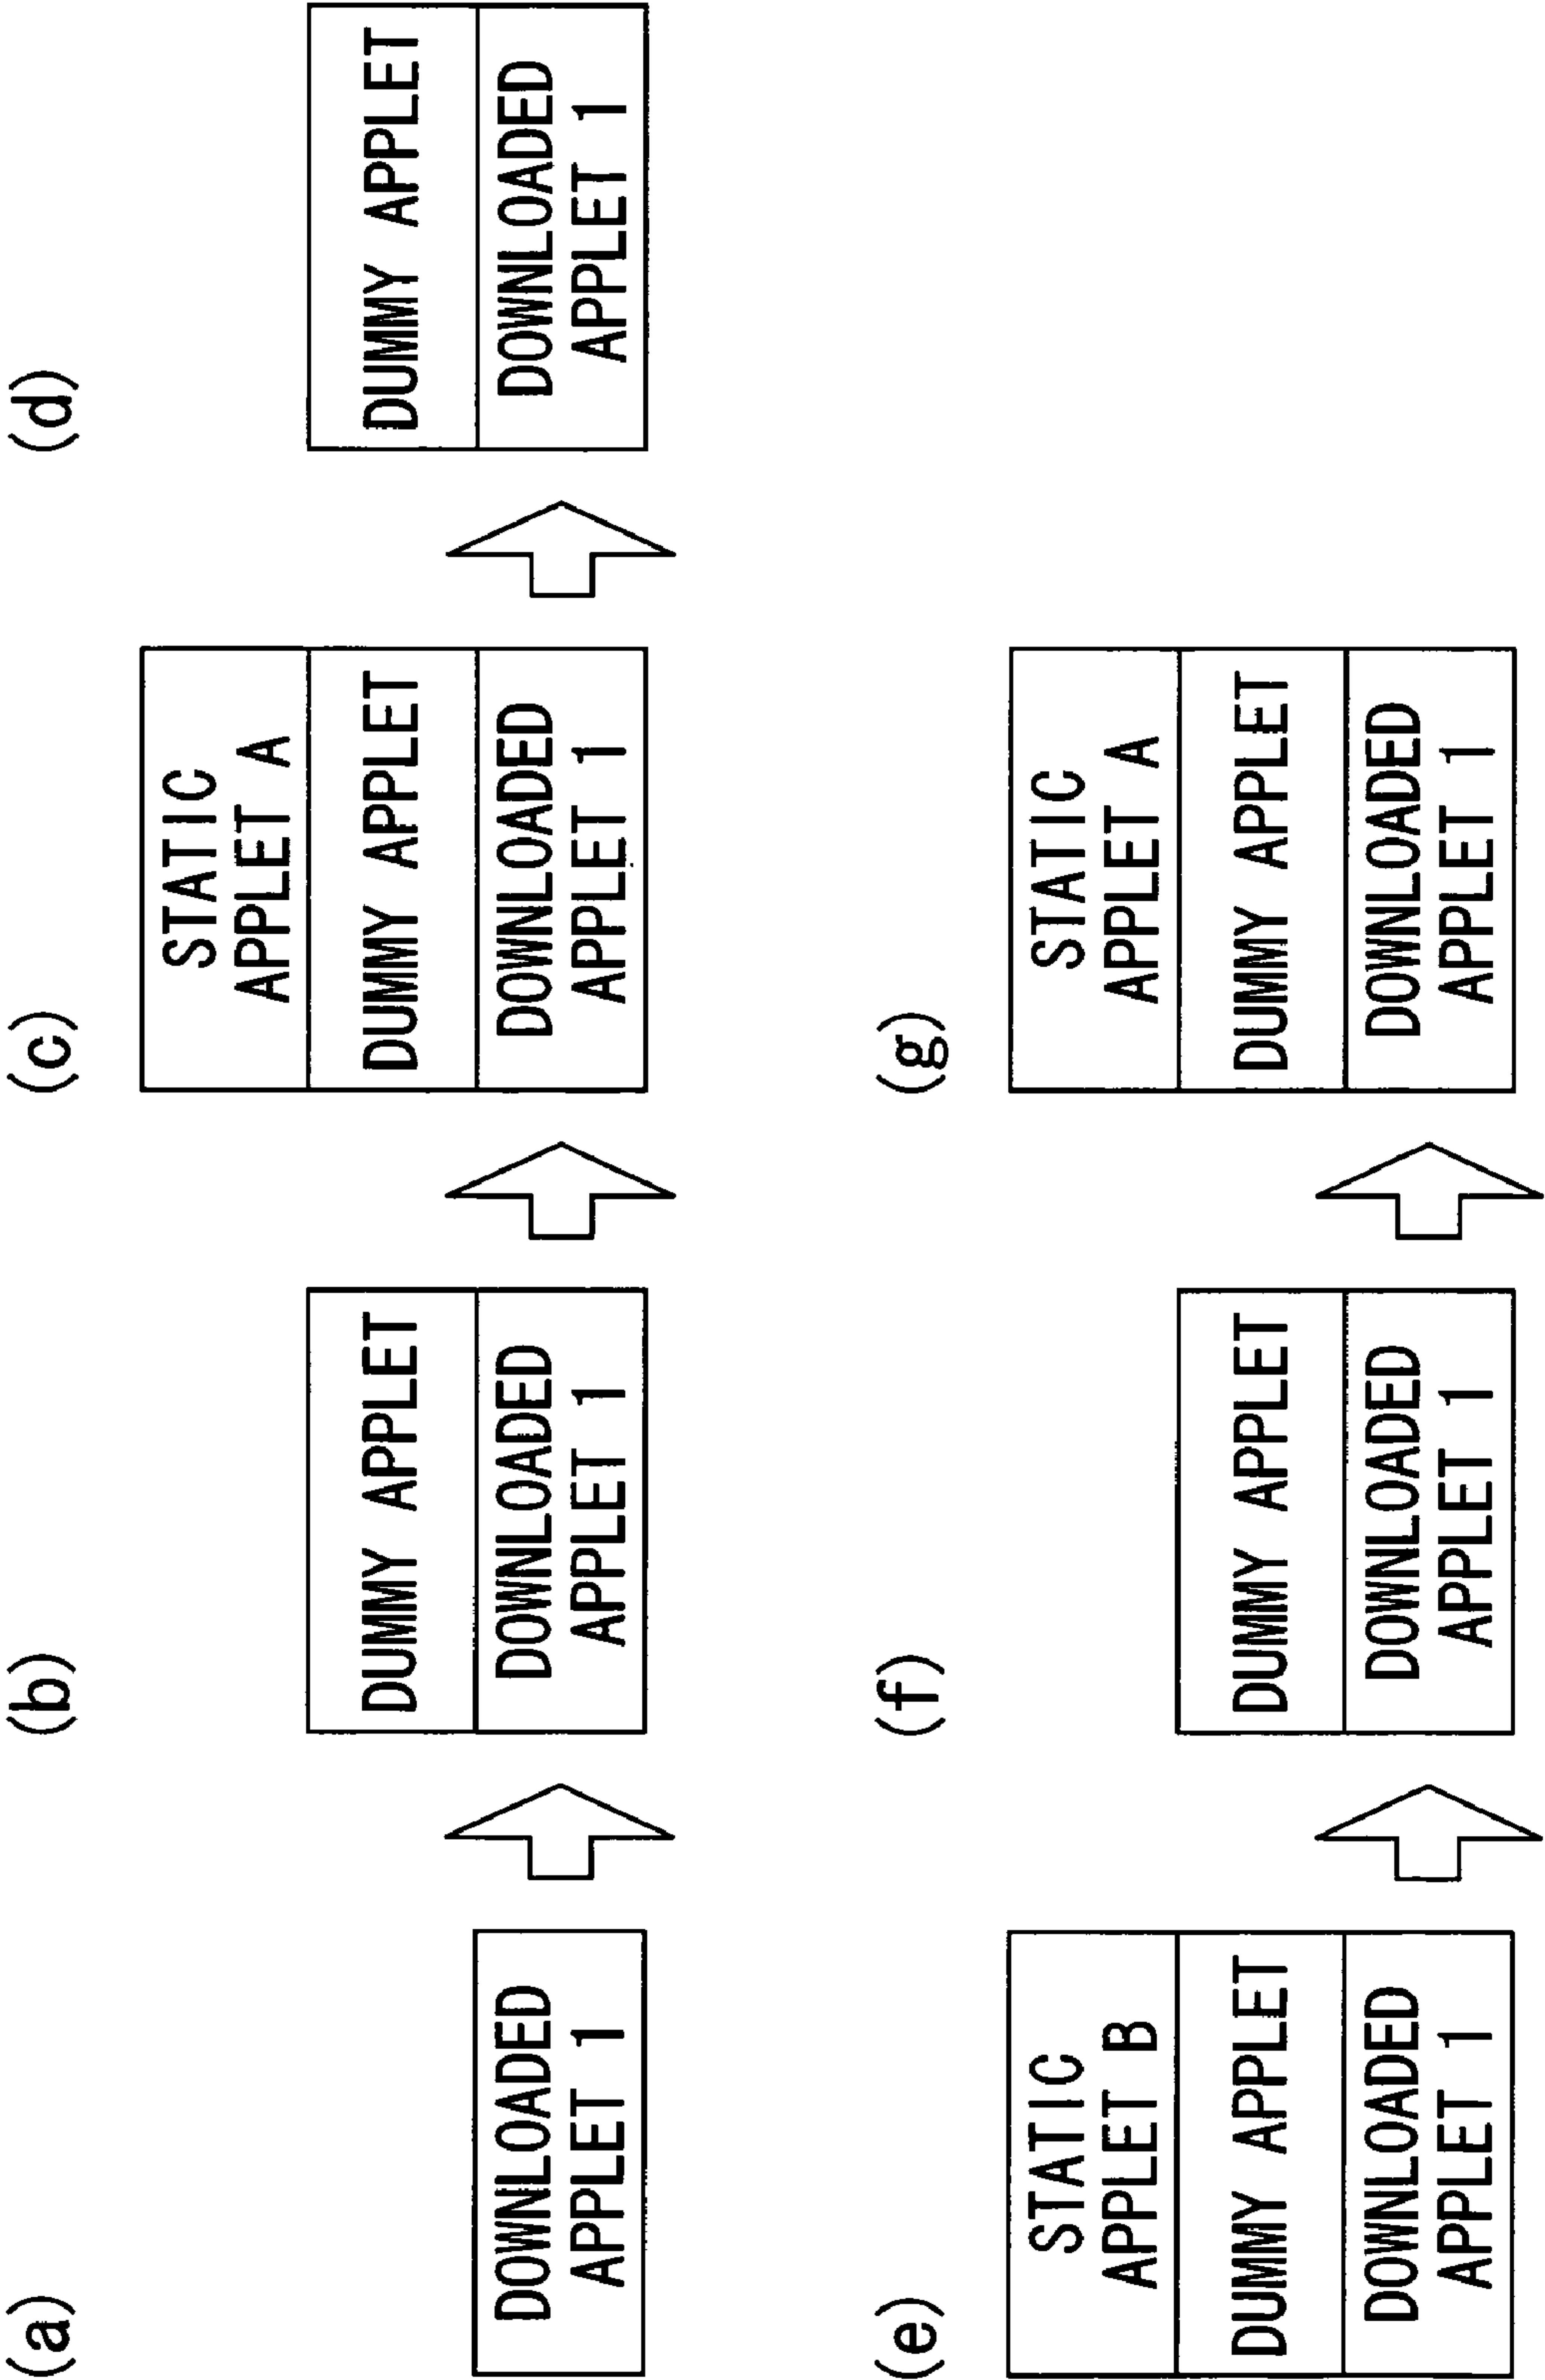 (a)
DOWNLOADED
APPLET 1
(b)
DUMMY APPLET
DOWNLOADED
APPLET 1
(c)
STATIC
APPLET A
DUMMY APPLET
DOWNLOADED
APPLET 1
(d)
DUMMY APPLET
DOWNLOADED
APPLET 1
(e)
STATIC
APPLET B
DUMMY APPLET
DOWNLOADED
APPLET 1
(f)
DUMMY APPLET
DOWNLOADED
APPLET 1
(g)
STATIC
APPLET A
DUMMY APPLET
DOWNLOADED
APPLET 1